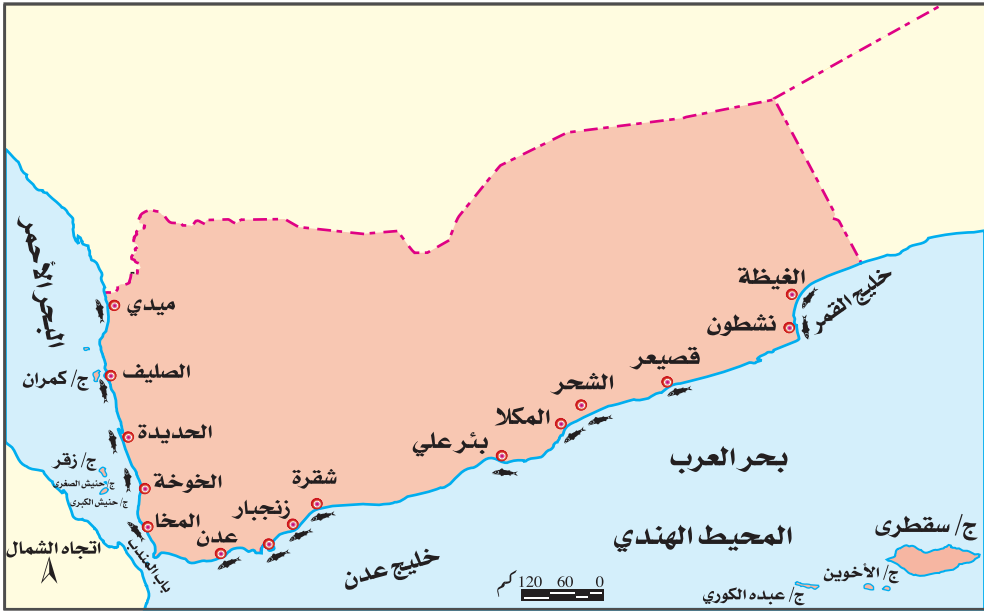 البحر الأحمر
ميدي
الصليف
ج/ كمران
الحديدة
ج/ زقر
ج/ حنيش الصغرى
ج/ حنيش الكبرى
الخوخة
المخا
باب المندب
اتجاه الشمال
عدن
زنجبار
شقرة
خليج عدن
بئر علي
المكلا
الشحر
قصيعر
نشطون
الغيظة
خليج القمر
بحر العرب
المحيط الهندي
ج/ سقطرى
ج/ الأخوين
ج/ عبده الكوري
0 60 120 كم